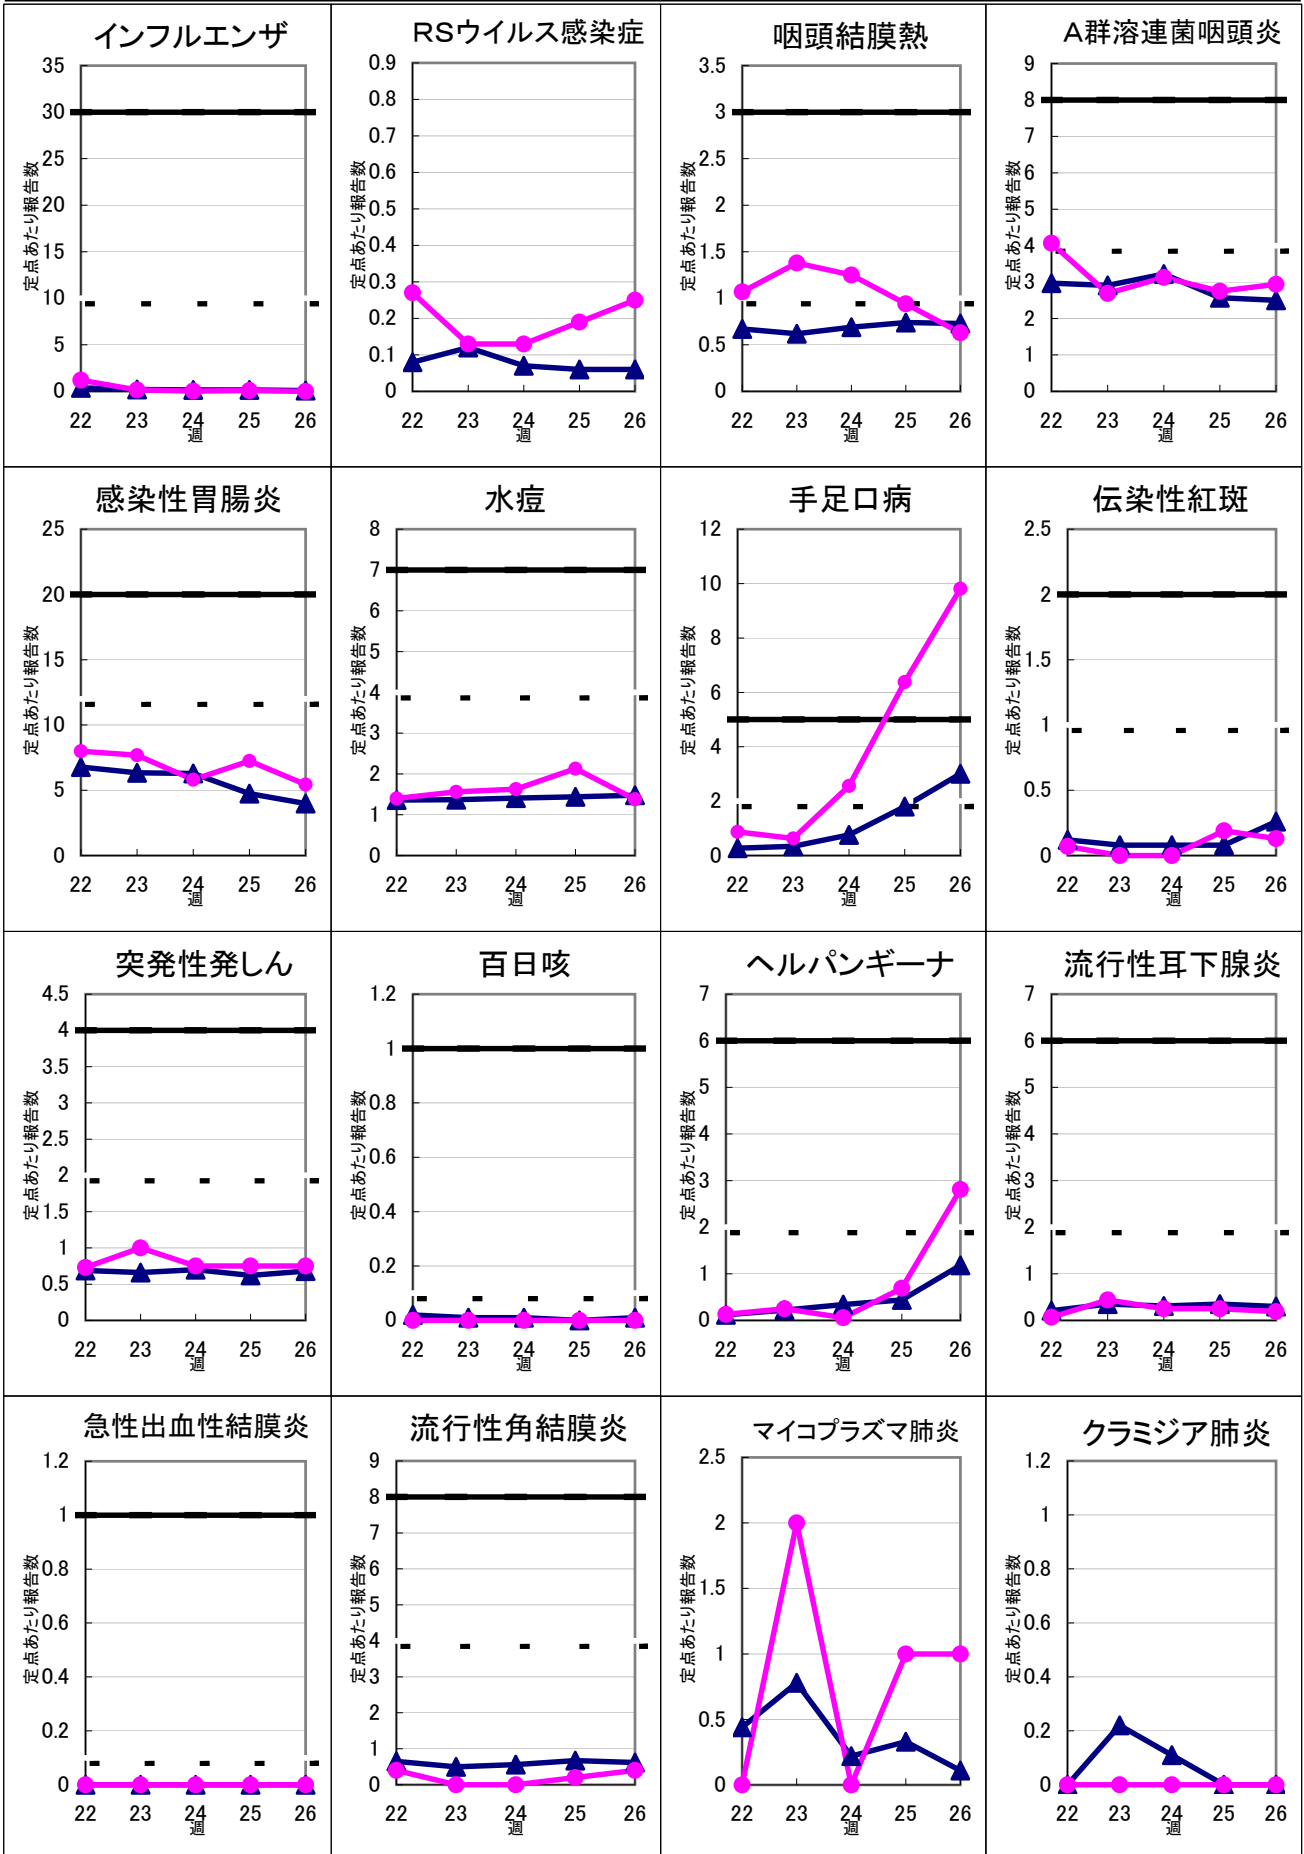 インフルエンザ
35
30
25
20
15
10
5
0
定点あたり報告数
22 23 24 25 26
週
RSウイルス感染症
0.9
0.8
0.7
0.6
0.5
0.4
0.3
0.2
0.1
0
定点あたり報告数
22 23 24 25 26
週
咽頭結膜熱
3.5
3
2.5
2
1.5
1
0.5
0
定点あたり報告数
22 23 24 25 26
週
A群溶連菌咽頭炎
9
8
7
6
5
4
3
2
1
0
定点あたり報告数
22 23 24 25 26
週
感染性胃腸炎
25
20
15
10
5
0
定点あたり報告数
22 23 24 25 26
週
水痘
8
7
6
5
4
3
2
1
0
定点あたり報告数
22 23 24 25 26
週
手足口病
12
10
8
6
4
2
0
定点あたり報告数
22 23 24 25 26
週
伝染性紅斑
2.5
2
1.5
1
0.5
0
定点あたり報告数
22 23 24 25 26
週
突発性発しん
4.5
4
3.5
3
2.5
2
1.5
1
0.5
0
定点あたり報告数
22 23 24 25 26
週
百日咳
1.2
1
0.8
0.6
0.4
0.2
0
定点あたり報告数
22 23 24 25 26
週
ヘルパンギーナ
7
6
5
4
3
2
1
0
定点あたり報告数
22 23 24 25 26
週
流行性耳下腺炎
7
6
5
4
3
2
1
0
定点あたり報告数
22 23 24 25 26
週
急性出血性結膜炎
1.2
1
0.8
0.6
0.4
0.2
0
定点あたり報告数
22 23 24 25 26
週
流行性角結膜炎
9
8
7
6
5
4
3
2
1
0
定点あたり報告数
22 23 24 25 26
週
マイコプラズマ肺炎
2.5
2
1.5
1
0.5
0
定点あたり報告数
22 23 24 25 26
週
クラミジア肺炎
1.2
1
0.8
0.6
0.4
0.2
0
定点あたり報告数
22 23 24 25 26
週